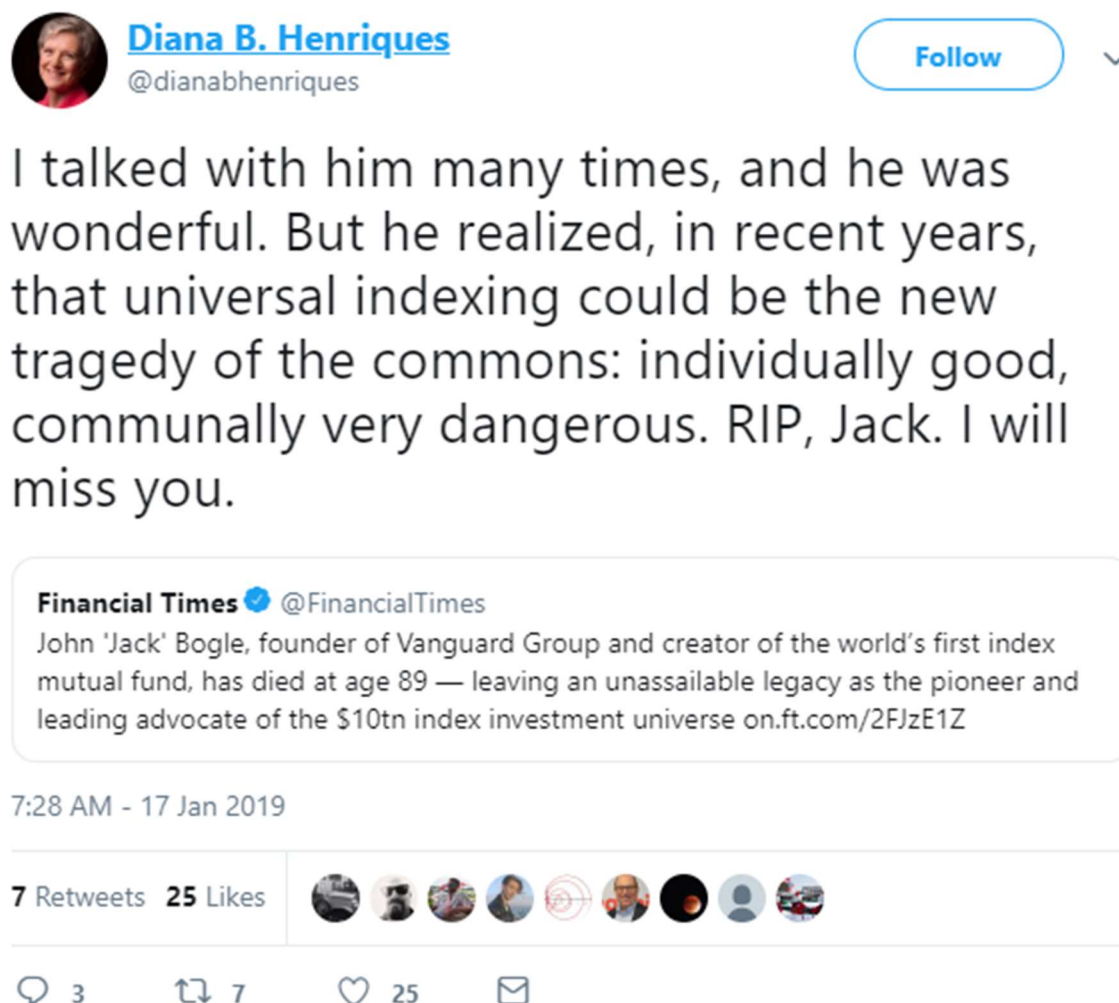 Diana B. Henriques
@dianabhenriques
Follow
I talked with him many times, and he was
wonderful. But he realized, in recent years,
that universal indexing could be the new
tragedy of the commons: individually good,
communally very dangerous. RIP, Jack. I will
miss you.
Financial Times @FinancialTimes
John 'Jack' Bogle, founder of Vanguard Group and creator of the world’s first index
mutual fund, has died at age 89 — leaving an unassailable legacy as the pioneer and
leading advocate of the $10tn index investment universe on.ft.com/2FJzE1Z
7:28 AM - 17 Jan 2019
7 Retweets 25 Likes
3 7 25